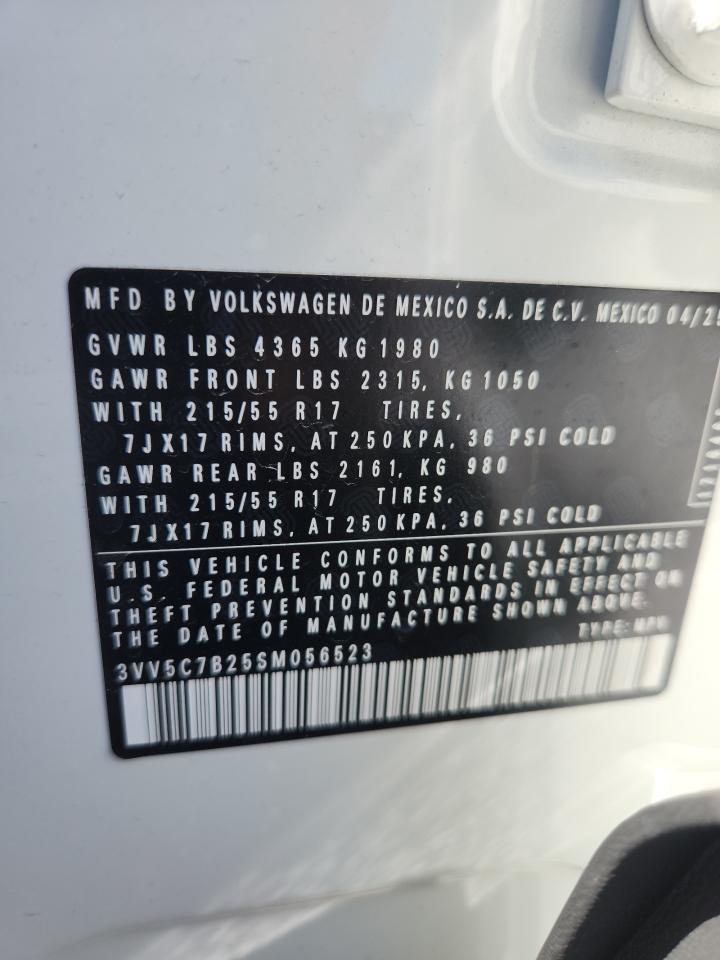 MFD BY VOLKSWAGEN DE MEXICO S.A. DE C.V. MEXICO 04/25
GVWR LBS 4365 KG 1980
GAWR FRONT LBS 2315, KG 1050
WITH 215/55 R17 TIRES,
7JX17 RIMS, AT 250 KPA, 36 PSI COLD
GAWR REAR LBS 2161, KG 980
WITH 215/55 R17 TIRES,
7JX17 RIMS, AT 250 KPA, 36 PSI COLD
THIS VEHICLE CONFORMS TO ALL APPLICABLE
U.S. FEDERAL MOTOR VEHICLE SAFETY AND
THEFT PREVENTION STANDARDS IN EFFECT ON
THE DATE OF MANUFACTURE SHOWN ABOVE.
TYPE: MPV
3VV5C7B25SM056523